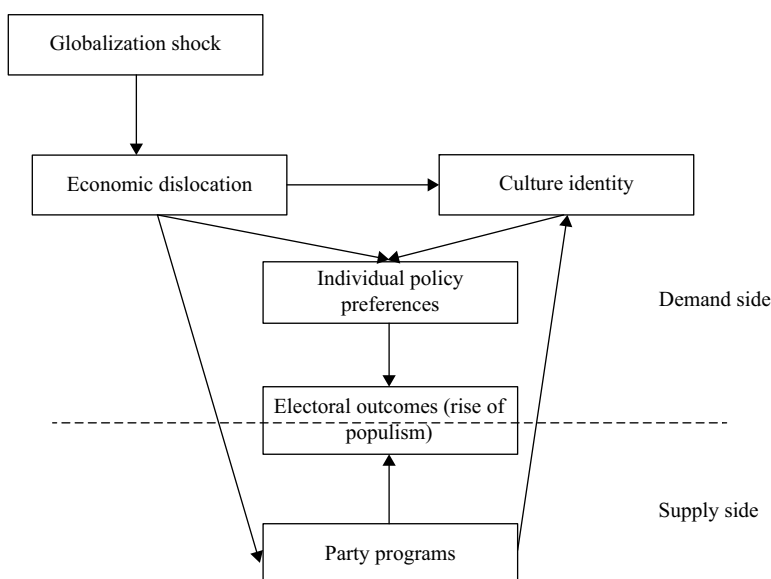 Globalization shock
Economic dislocation
Culture identity
Individual policy
preferences
Demand side
Electoral outcomes (rise of
populism)
Supply side
Party programs